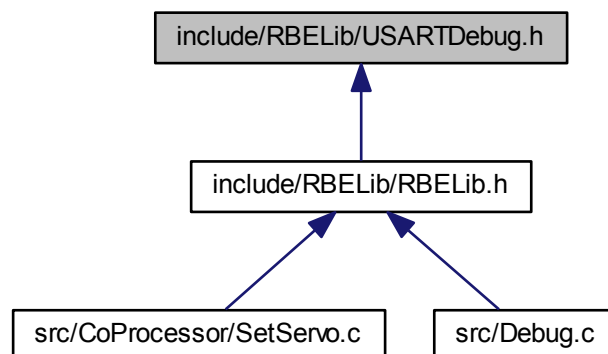 include/RBELib/USARTDebug.h
include/RBELib/RBELib.h
src/CoProcessor/SetServo.c
src/Debug.c